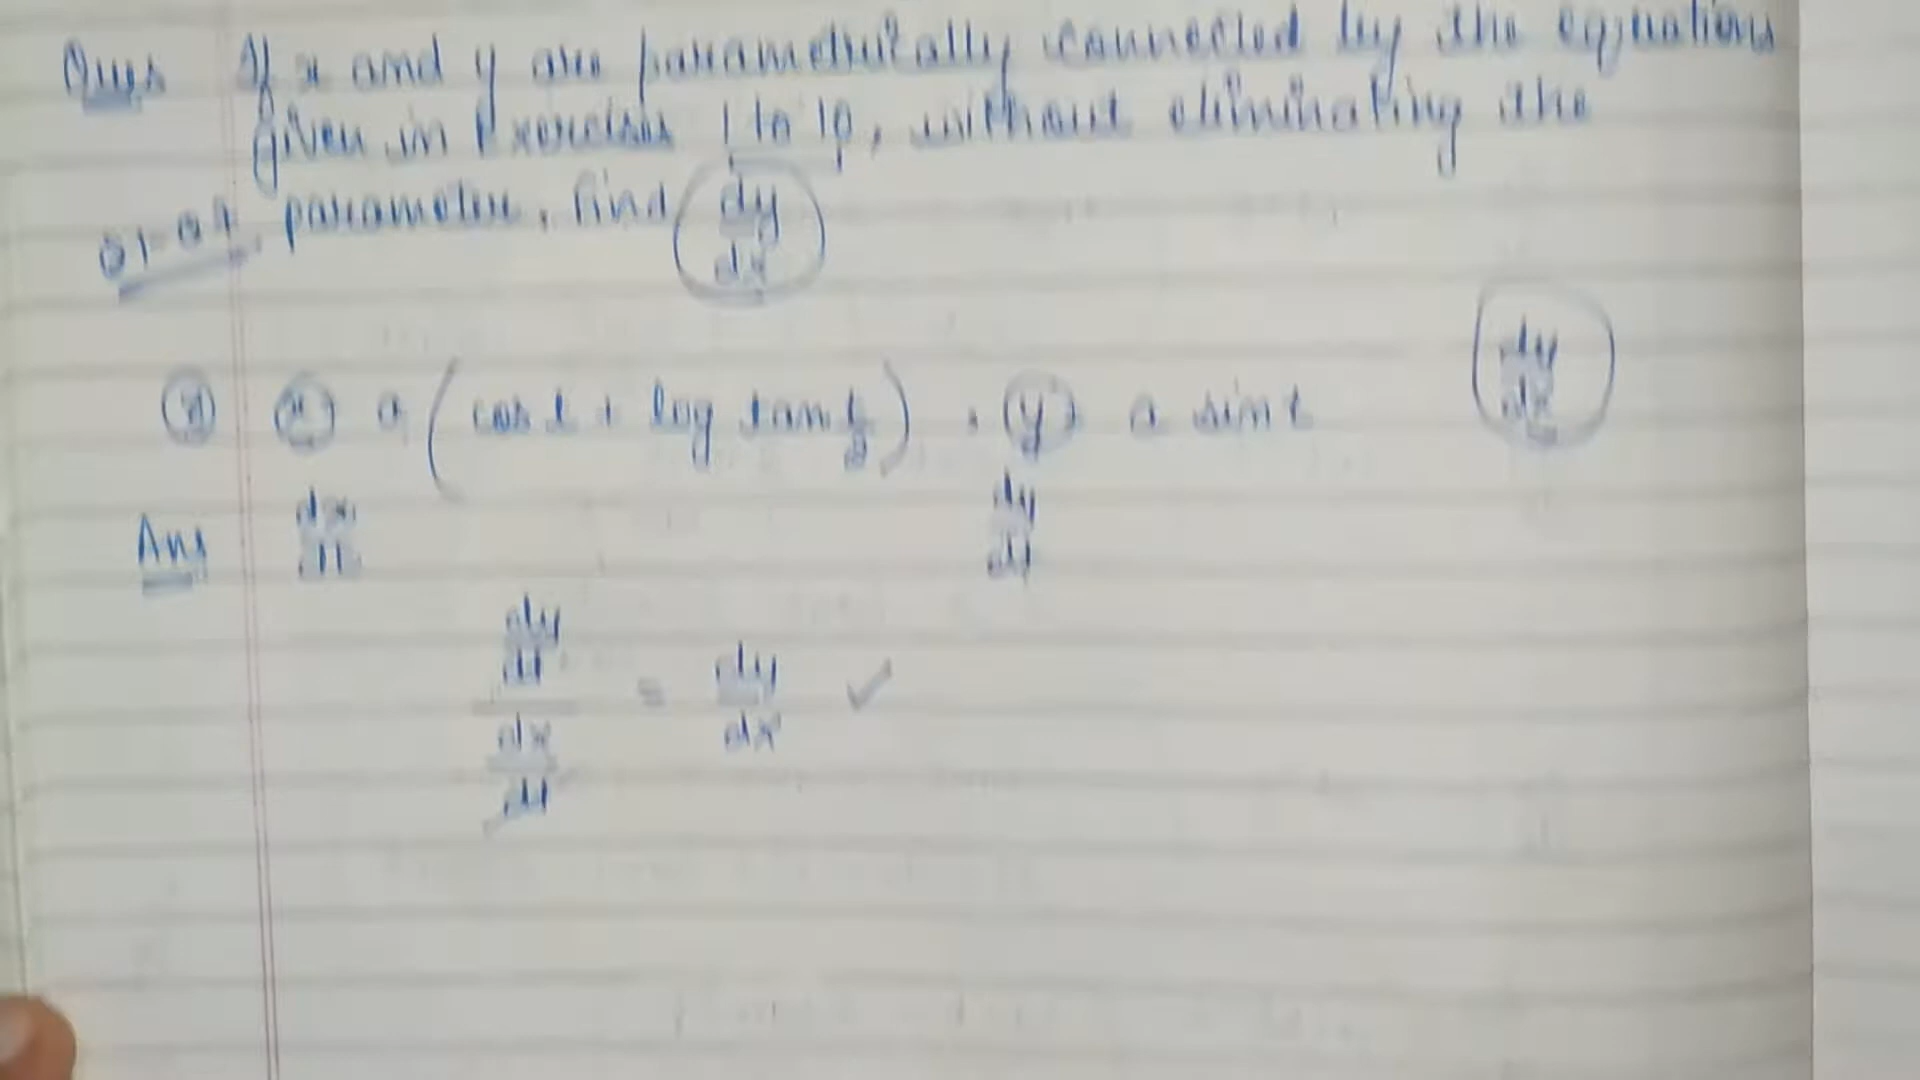 Ques If x and y are parametrically connected by the equations
given in Exercises 1 to 10, without eliminating the
parameter, find dy/dx
x = a ( cos t + log tan t/2 ) , y = a sin t dy/dx
Ans dx/dt dy/dt
dy/dt / dx/dt = dy/dx ✓